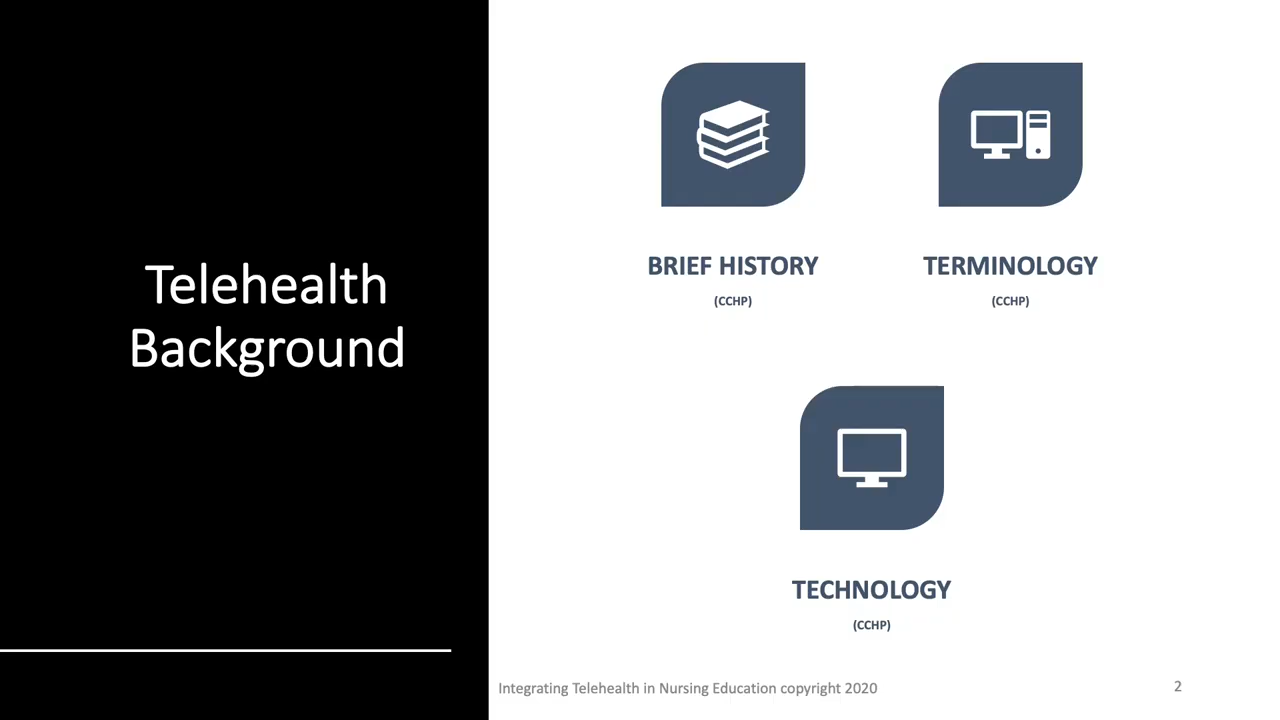 Telehealth
Background
BRIEF HISTORY
(CCHP)
TERMINOLOGY
(CCHP)
TECHNOLOGY
(CCHP)
Integrating Telehealth in Nursing Education copyright 2020
2